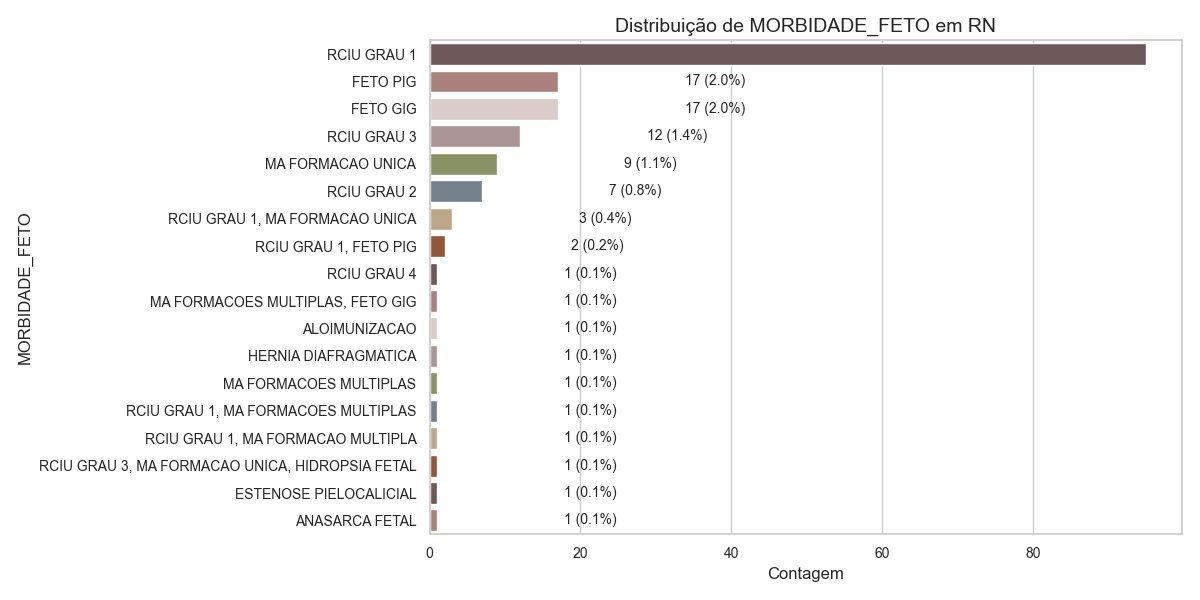 Distribuição de MORBIDADE_FETO em RN
MORBIDADE_FETO
RCIU GRAU 1
FETO PIG 17 (2.0%)
FETO GIG 17 (2.0%)
RCIU GRAU 3 12 (1.4%)
MA FORMACAO UNICA 9 (1.1%)
RCIU GRAU 2 7 (0.8%)
RCIU GRAU 1, MA FORMACAO UNICA 3 (0.4%)
RCIU GRAU 1, FETO PIG 2 (0.2%)
RCIU GRAU 4 1 (0.1%)
MA FORMACOES MULTIPLAS, FETO GIG 1 (0.1%)
ALOIMUNIZACAO 1 (0.1%)
HERNIA DIAFRAGMATICA 1 (0.1%)
MA FORMACOES MULTIPLAS 1 (0.1%)
RCIU GRAU 1, MA FORMACOES MULTIPLAS 1 (0.1%)
RCIU GRAU 1, MA FORMACAO MULTIPLA 1 (0.1%)
RCIU GRAU 3, MA FORMACAO UNICA, HIDROPSIA FETAL 1 (0.1%)
ESTENOSE PIELOCALICIAL 1 (0.1%)
ANASARCA FETAL 1 (0.1%)
0 20 40 60 80
Contagem